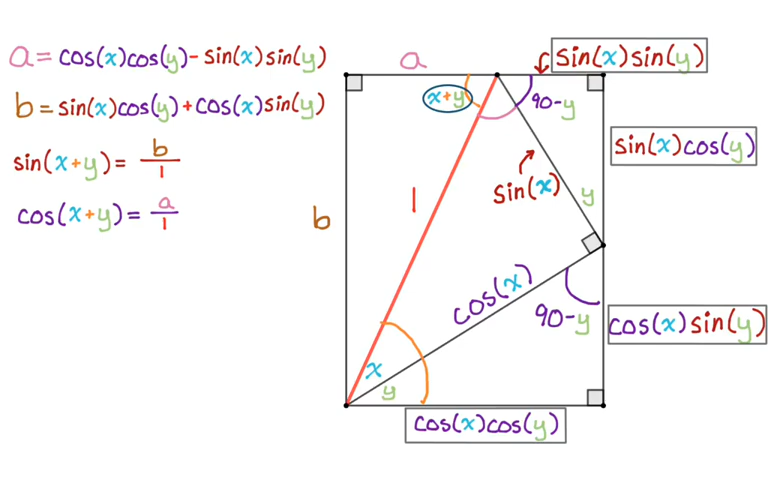 a = cos(x)cos(y) - sin(x)sin(y)
b = sin(x)cos(y) + cos(x)sin(y)
sin(x+y) = b/1
cos(x+y) = a/1
a
sin(x)sin(y)
x+y
90-y
sin(x)cos(y)
sin(x)
y
1
b
cos(x)
90-y
cos(x)sin(y)
x
y
cos(x)cos(y)